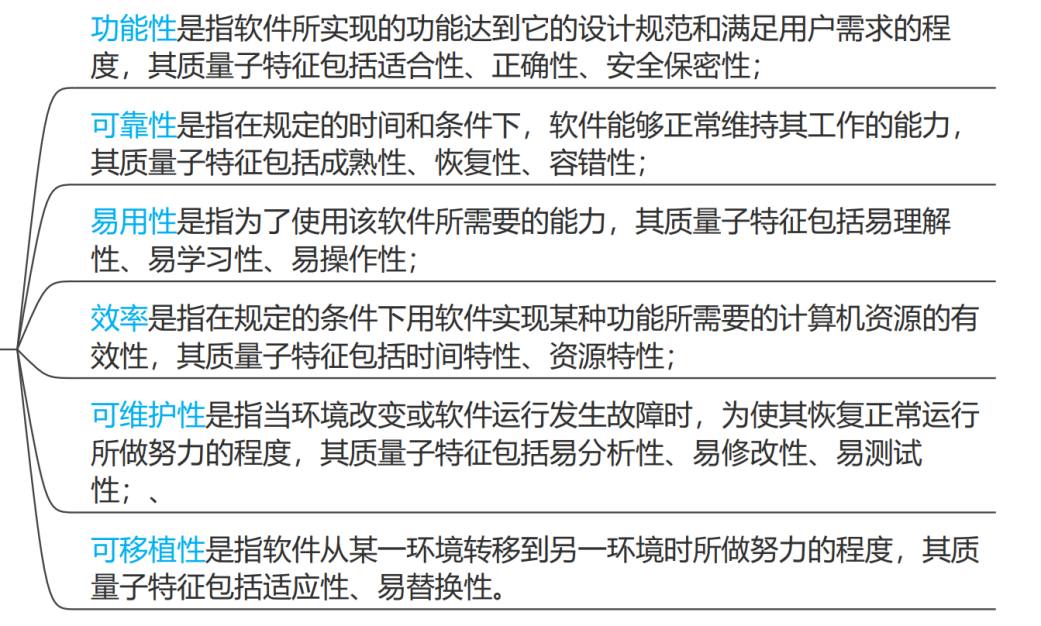 功能性是指软件所实现的功能达到它的设计规范和满足用户需求的程
度，其质量子特征包括适合性、正确性、安全保密性；
可靠性是指在规定的时间和条件下，软件能够正常维持其工作的能力，
其质量子特征包括成熟性、恢复性、容错性；
易用性是指为了使用该软件所需要的能力，其质量子特征包括易理解
性、易学习性、易操作性；
效率是指在规定的条件下用软件实现某种功能所需要的计算机资源的有
效性，其质量子特征包括时间特性、资源特性；
可维护性是指当环境改变或软件运行发生故障时，为使其恢复正常运行
所做努力的程度，其质量子特征包括易分析性、易修改性、易测试
性；、
可移植性是指软件从某一环境转移到另一环境时所做努力的程度，其质
量子特征包括适应性、易替换性。